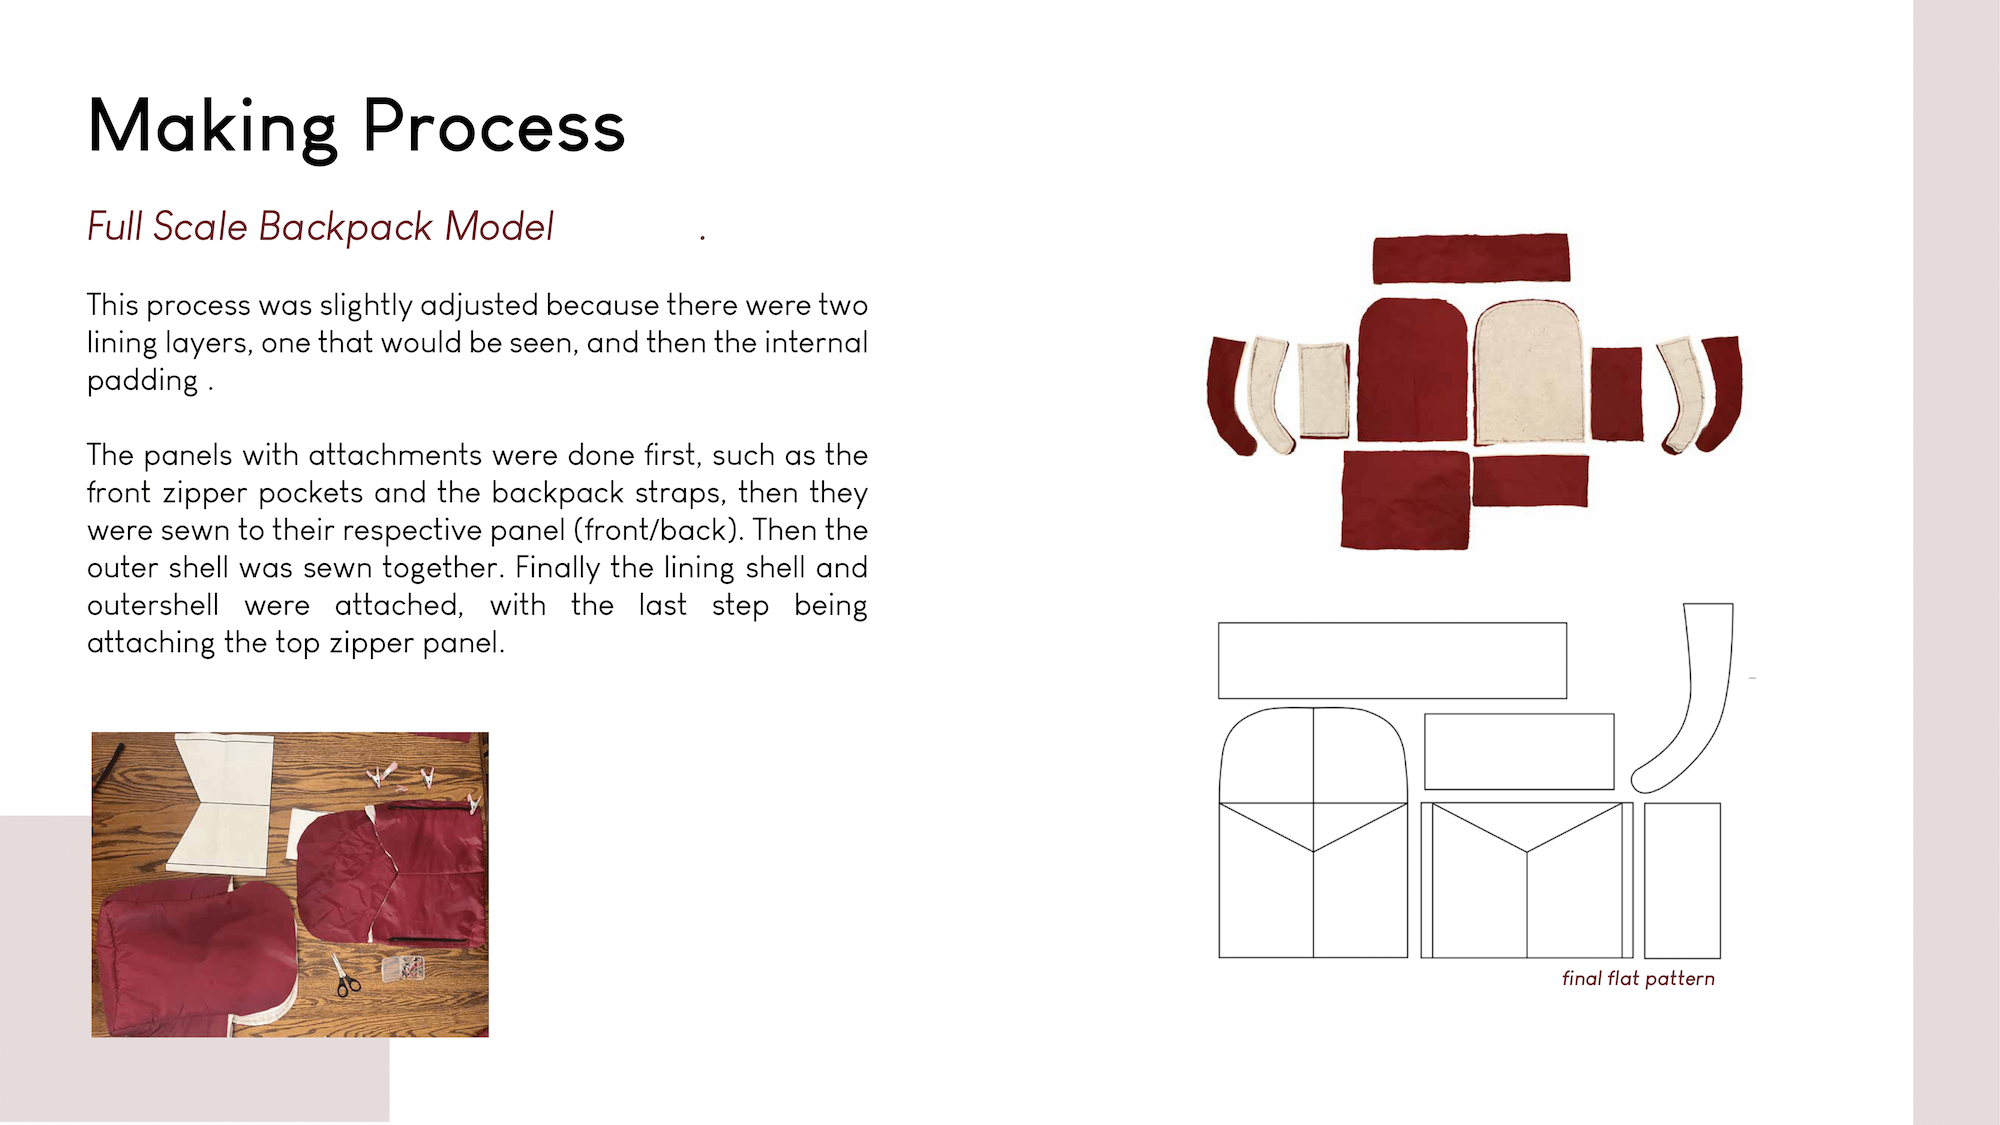 Making Process
Full Scale Backpack Model .
This process was slightly adjusted because there were two
lining layers, one that would be seen, and then the internal
padding .
The panels with attachments were done first, such as the
front zipper pockets and the backpack straps, then they
were sewn to their respective panel (front/back). Then the
outer shell was sewn together. Finally the lining shell and
outershell were attached, with the last step being
attaching the top zipper panel.
final flat pattern